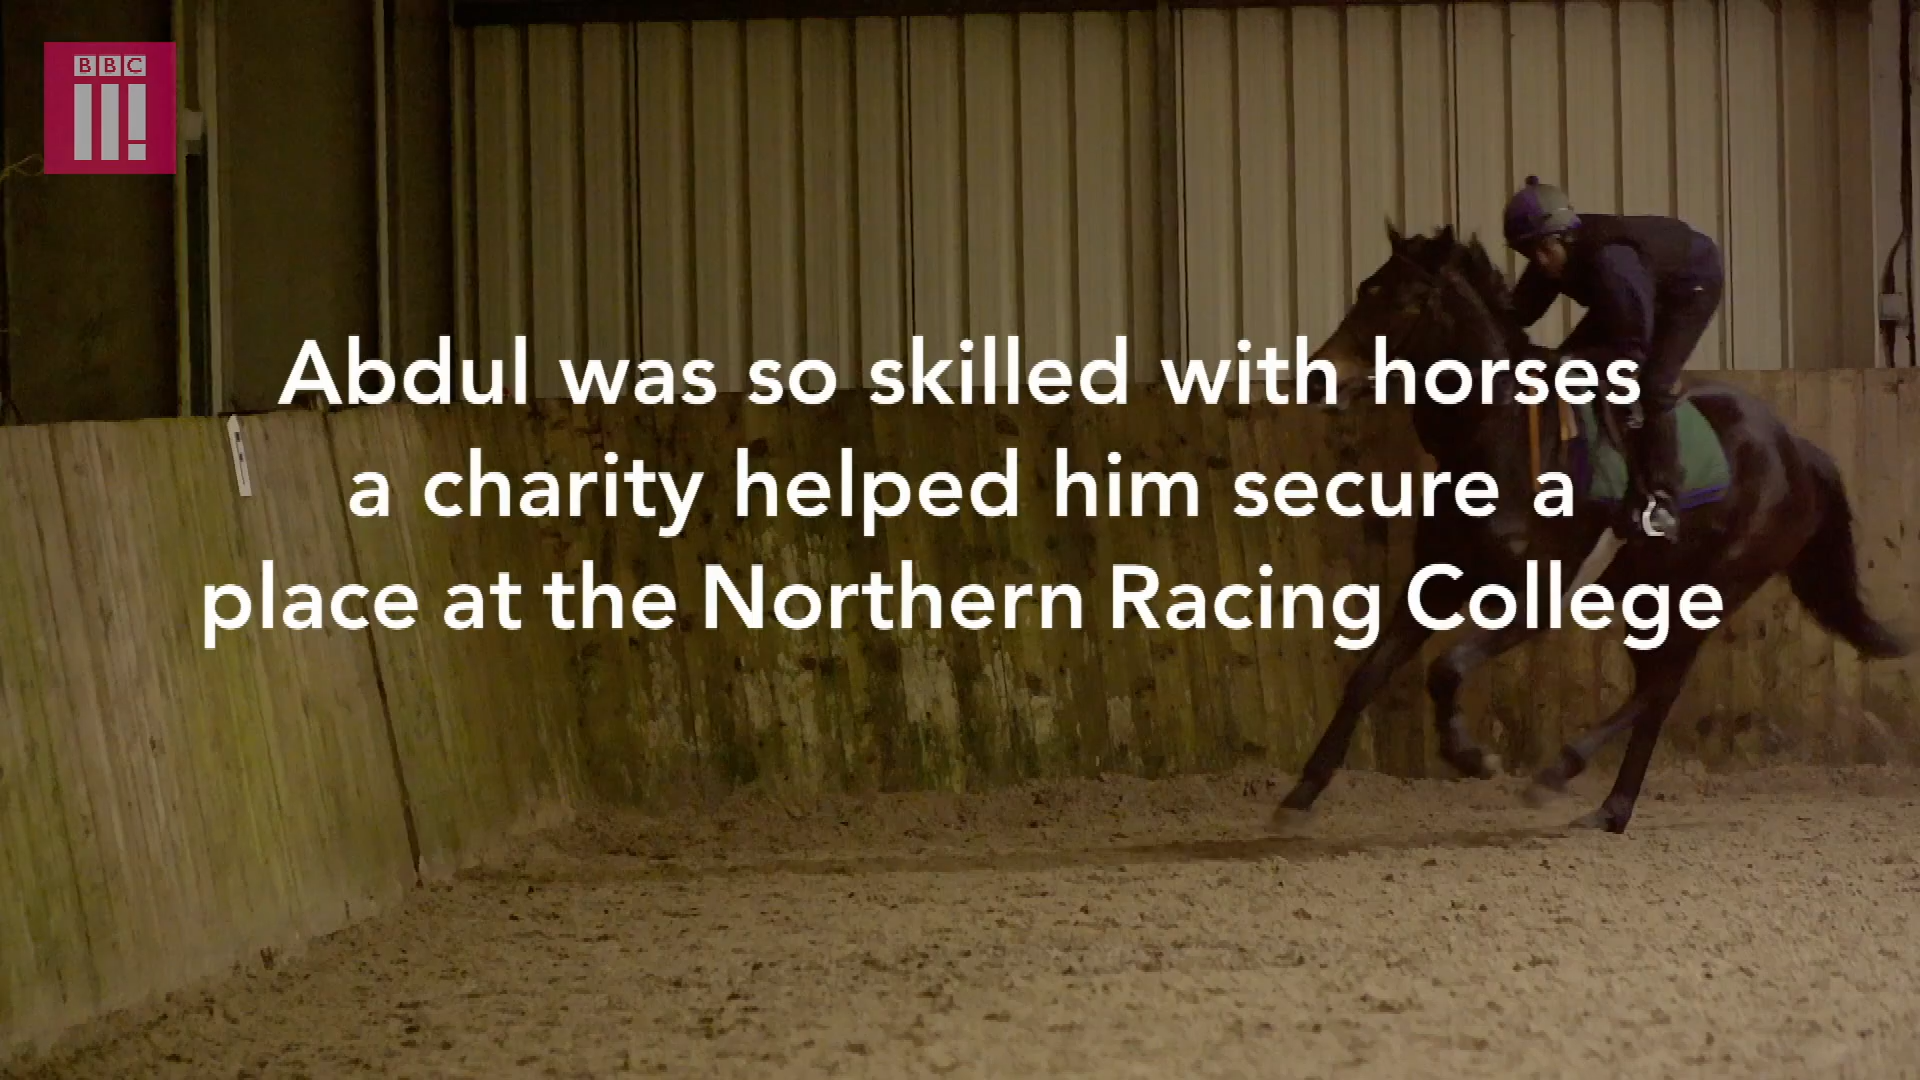 BBC
Abdul was so skilled with horses
a charity helped him secure a
place at the Northern Racing College